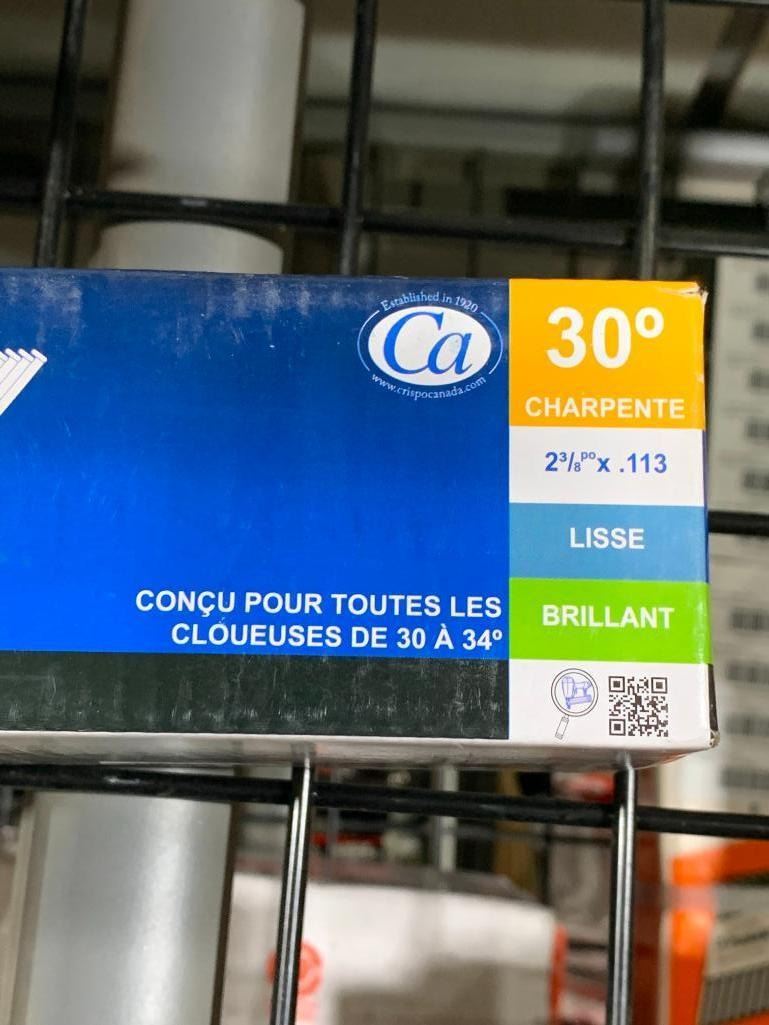 Established in 1920
Ca
www.crispocanada.com
30º
CHARPENTE
2³/₈ᵖᵒ x .113
LISSE
BRILLANT
CONÇU POUR TOUTES LES
CLOUEUSES DE 30 À 34º